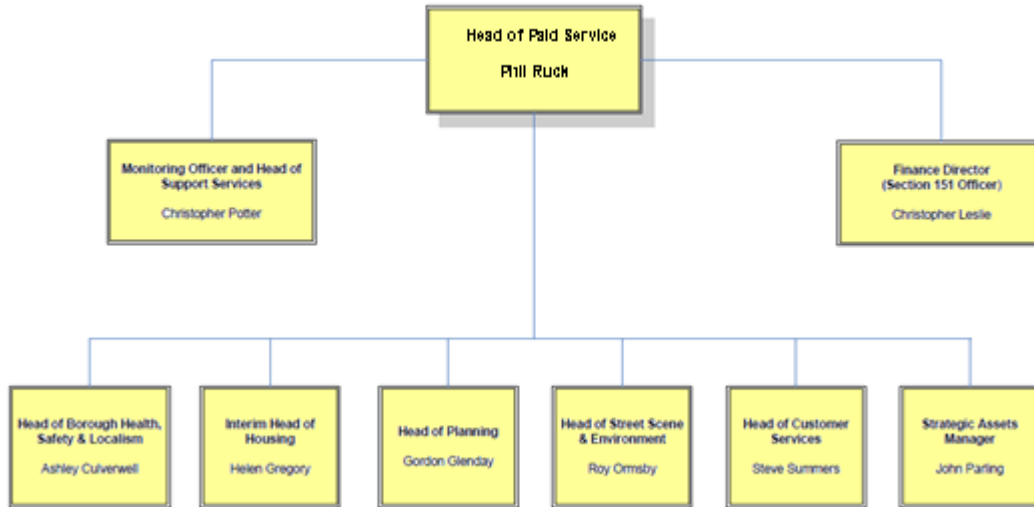 Head of Paid Service
Phil Ruck
Monitoring Officer and Head of
Support Services
Christopher Potter
Finance Director
(Section 151 Officer)
Christopher Leslie
Head of Borough Health,
Safety & Localism
Ashley Culverwell
Interim Head of
Housing
Helen Gregory
Head of Planning
Gordon Glenday
Head of Street Scene
& Environment
Roy Ormsby
Head of Customer
Services
Steve Summers
Strategic Assets
Manager
John Parling